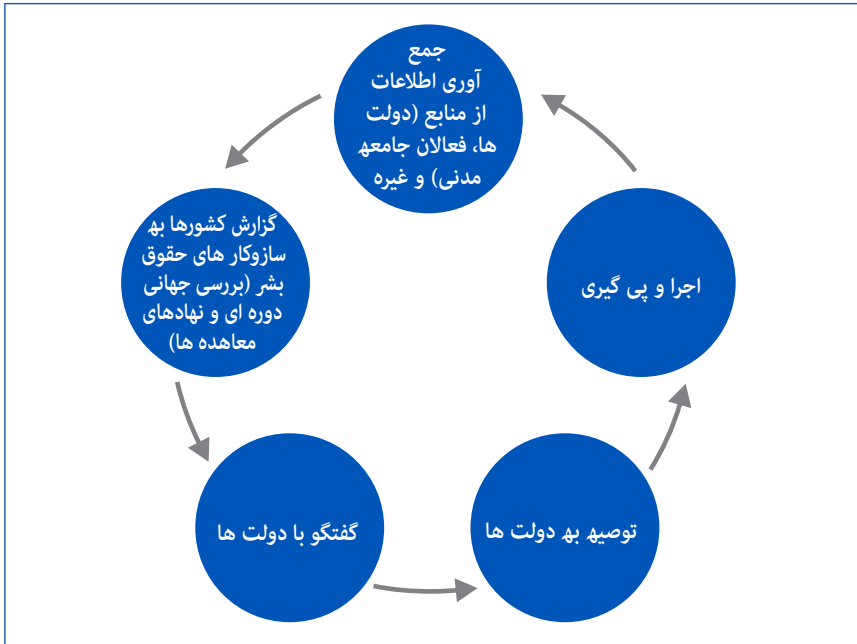 جمع
آوری اطلاعات
از منابع (دولت
ها، فعالان جامعه
مدنی) و غیره
گزارش کشورها به
سازوکار های حقوق
بشر (بررسی جهانی
دوره ای و نهادهای
معاهده ها)
گفتگو با دولت ها
توصیه به دولت ها
اجرا و پی گیری